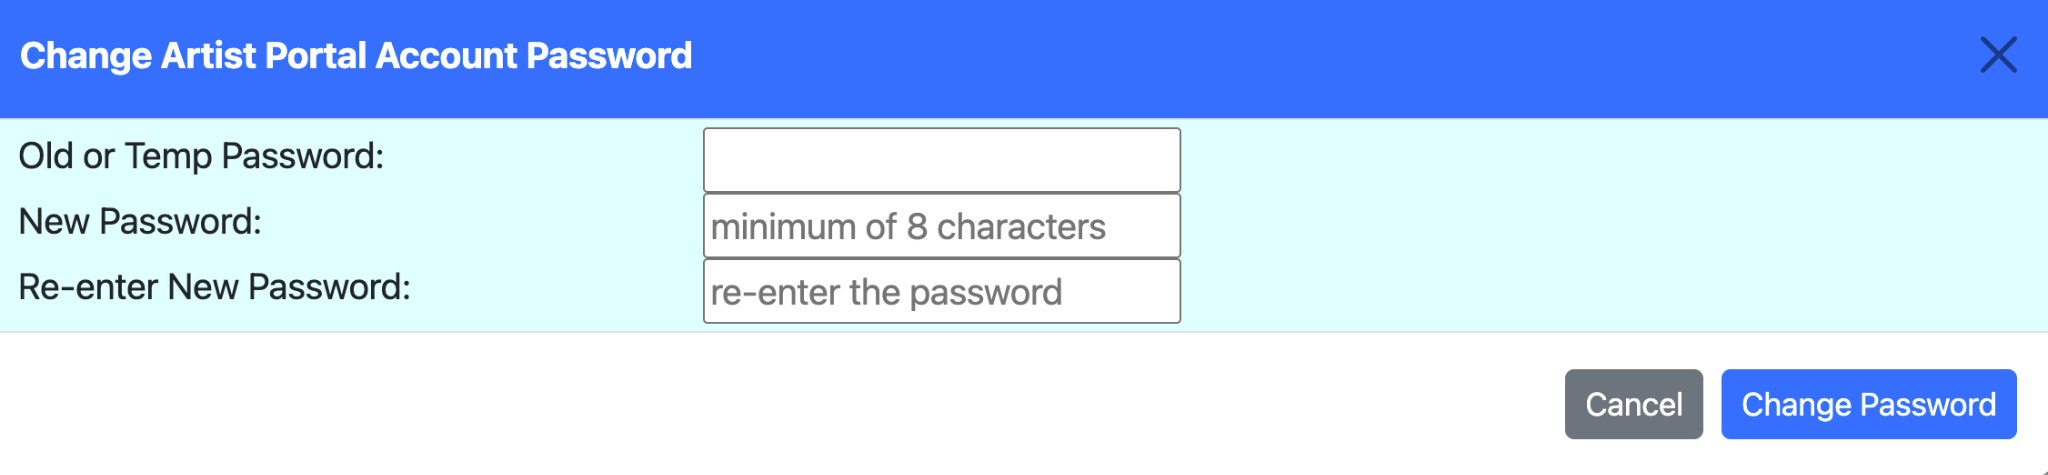 Change Artist Portal Account Password
Old or Temp Password:
New Password: minimum of 8 characters
Re-enter New Password: re-enter the password
Cancel Change Password